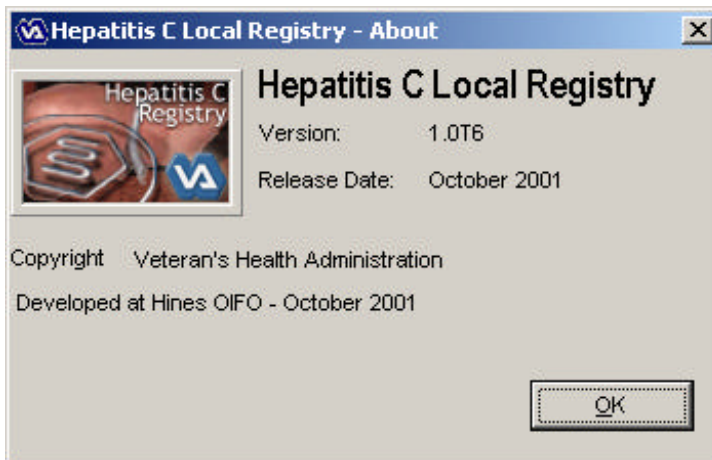 Hepatitis C Local Registry - About
Hepatitis C
Registry
VA
Hepatitis C Local Registry
Version: 1.0T6
Release Date: October 2001
Copyright Veteran's Health Administration
Developed at Hines OIFO - October 2001
OK